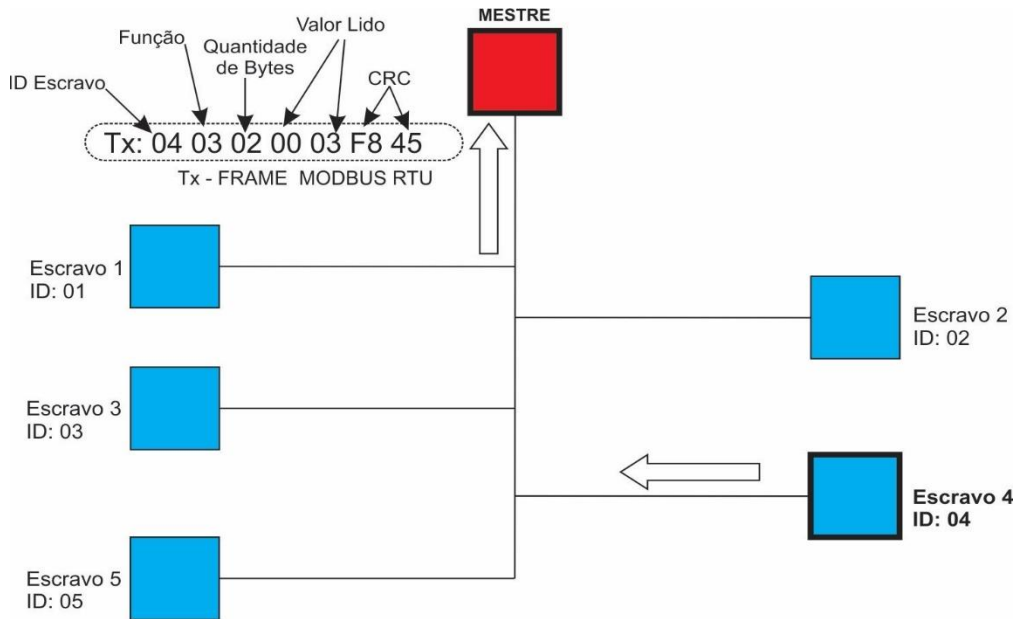 MESTRE
Função
Valor Lido
Quantidade
de Bytes
CRC
ID Escravo
Tx: 04 03 02 00 03 F8 45
Tx - FRAME MODBUS RTU
Escravo 1
ID: 01
Escravo 2
ID: 02
Escravo 3
ID: 03
Escravo 4
ID: 04
Escravo 5
ID: 05